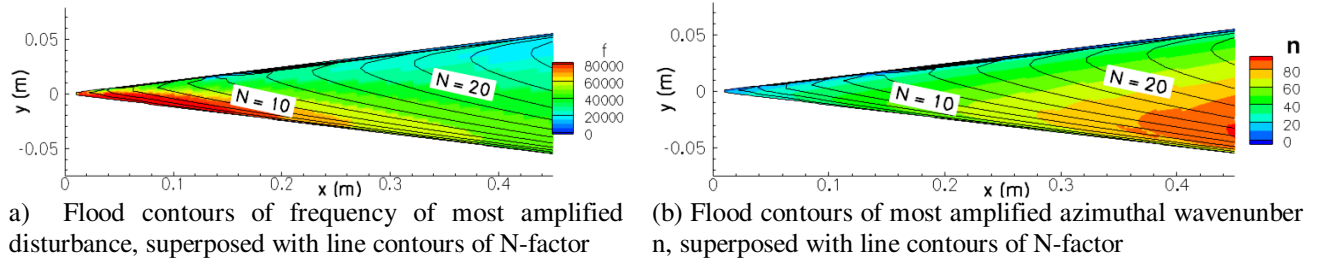 0.05
0
-0.05
y (m)
N = 10
N = 20
f
80000
60000
40000
20000
0
0
0.1
0.2
0.3
0.4
x (m)
a) Flood contours of frequency of most amplified
disturbance, superposed with line contours of N-factor
0.05
0
-0.05
y (m)
N = 10
N = 20
n
80
60
40
20
0
0
0.1
0.2
0.3
0.4
x (m)
(b) Flood contours of most amplified azimuthal wavenunber
n, superposed with line contours of N-factor